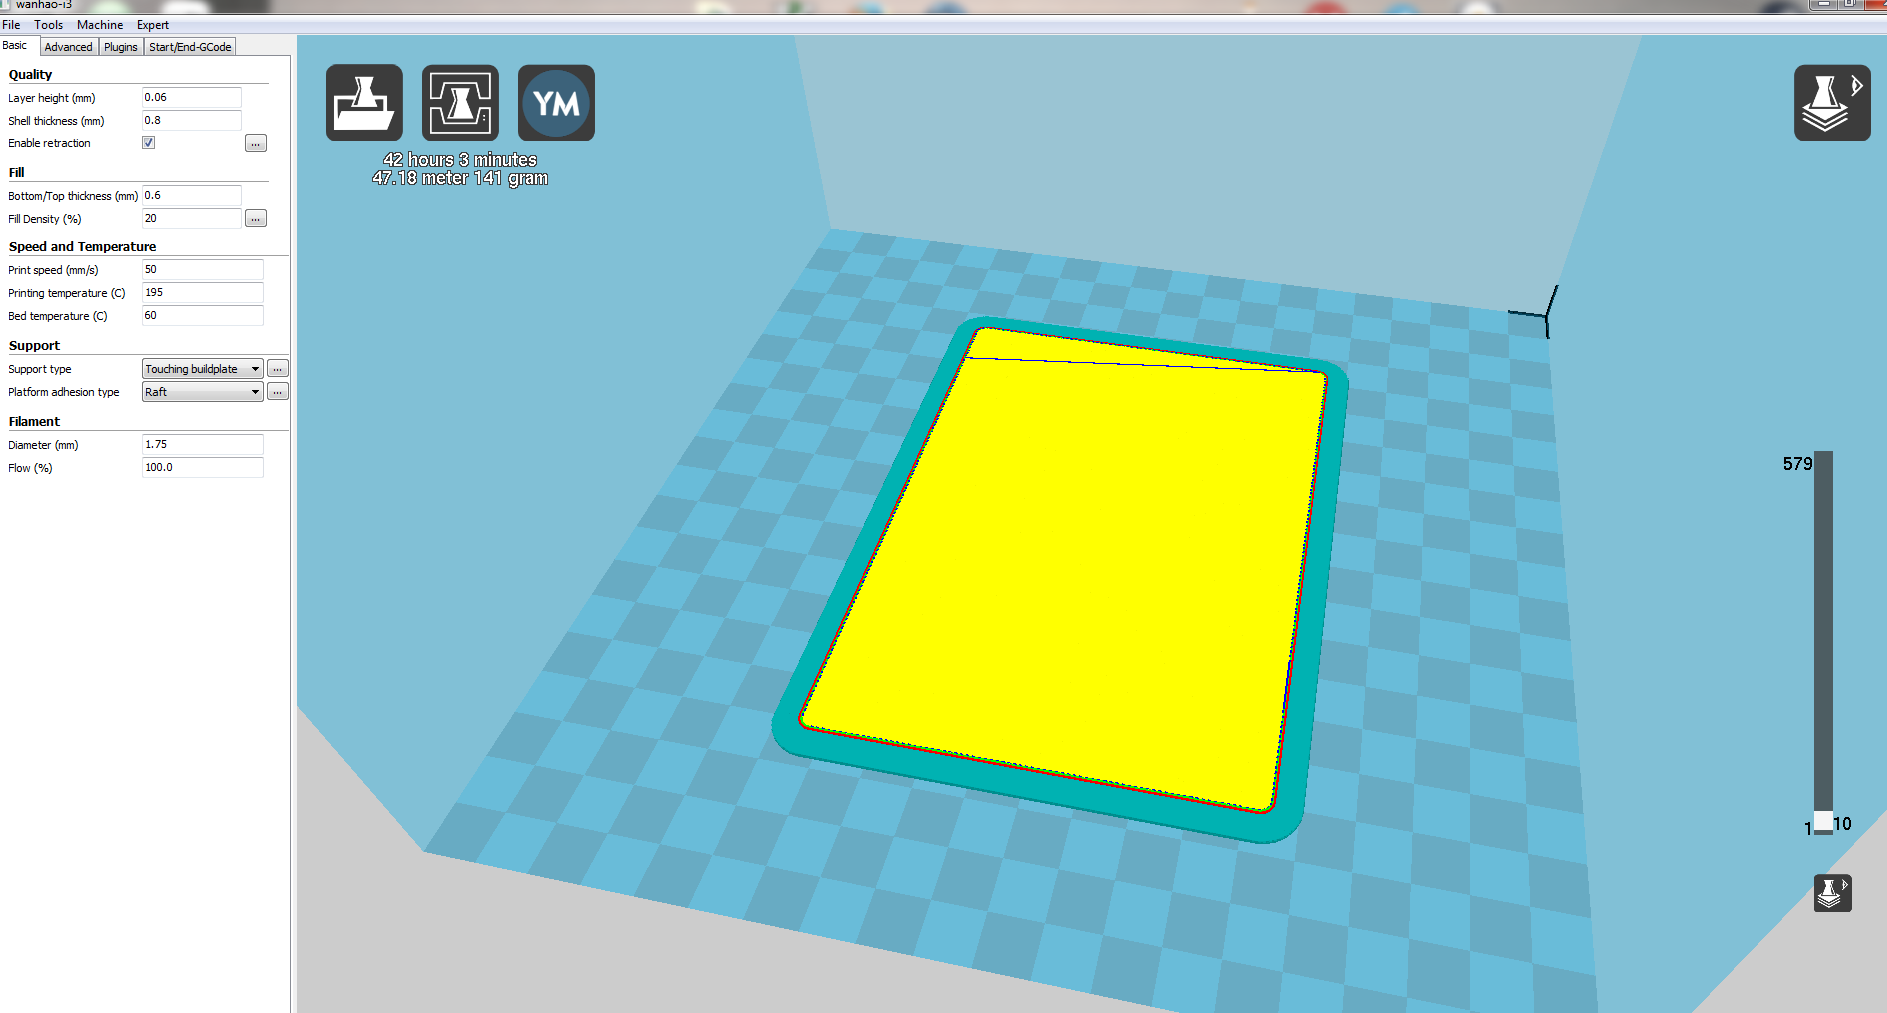 wanhao-i3
File Tools Machine Expert
Basic Advanced Plugins Start/End-GCode
Quality
Layer height (mm) 0.06
Shell thickness (mm) 0.8
Enable retraction ...
Fill
Bottom/Top thickness (mm) 0.6
Fill Density (%) 20 ...
Speed and Temperature
Print speed (mm/s) 50
Printing temperature (C) 195
Bed temperature (C) 60
Support
Support type Touching buildplate ...
Platform adhesion type Raft ...
Filament
Diameter (mm) 1.75
Flow (%) 100.0
YM
42 hours 3 minutes
47.18 meter 141 gram
579
1 10